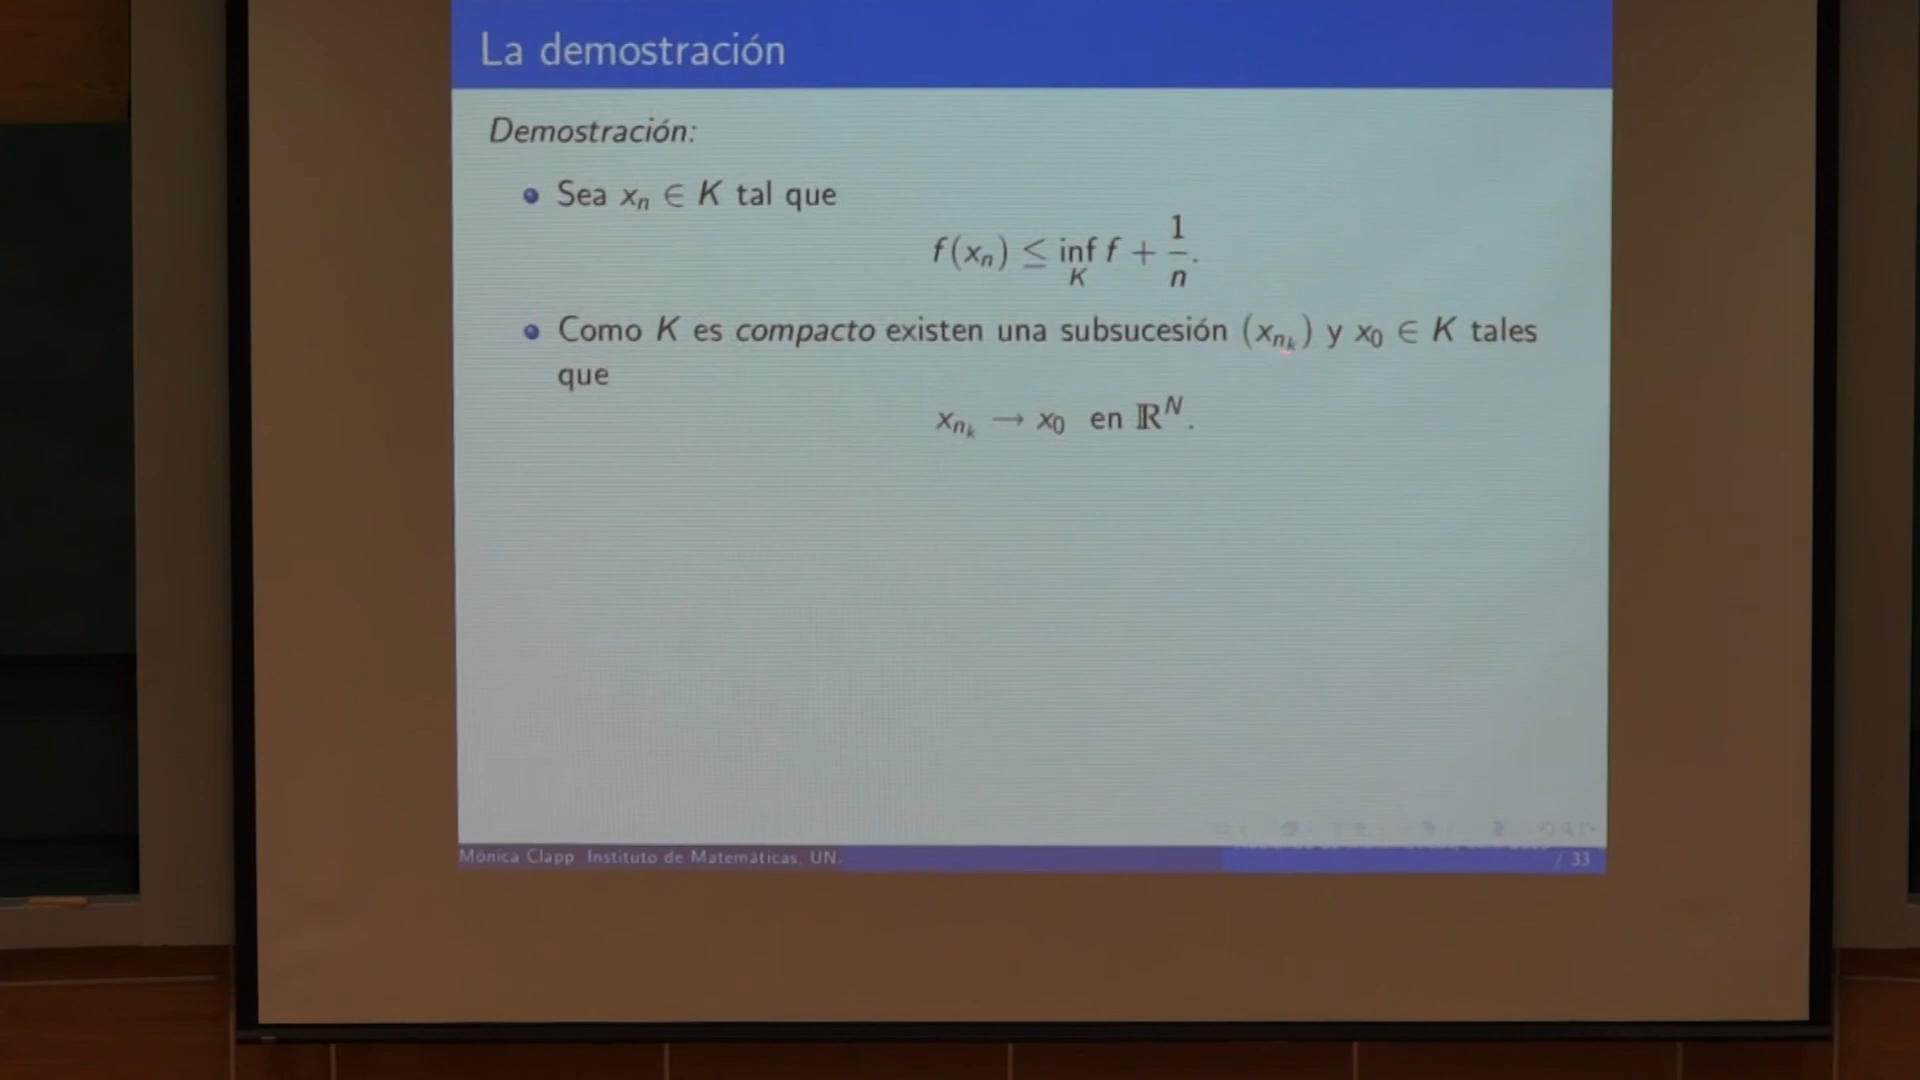 La demostración
Demostración:
Sea xₙ ∈ K tal que
f(xₙ) ≤ inf_K f + 1/n.
Como K es compacto existen una subsucesión (x_{n_k}) y x₀ ∈ K tales
que
x_{n_k} → x₀ en ℝᴺ.
Mónica Clapp Instituto de Matemáticas, UN.
/ 33